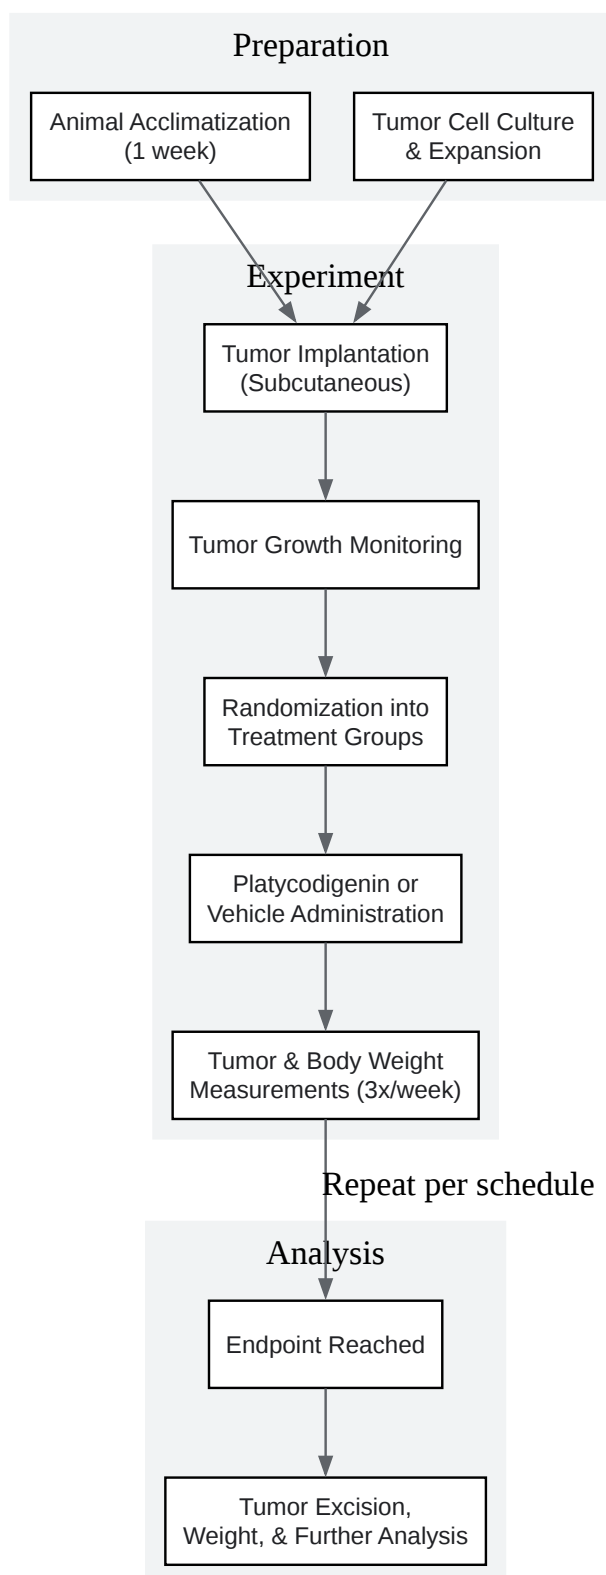 Preparation
Animal Acclimatization
(1 week)
Tumor Cell Culture
& Expansion
Experiment
Tumor Implantation
(Subcutaneous)
Tumor Growth Monitoring
Randomization into
Treatment Groups
Platycodigenin or
Vehicle Administration
Tumor & Body Weight
Measurements (3x/week)
Repeat per schedule
Analysis
Endpoint Reached
Tumor Excision,
Weight, & Further Analysis